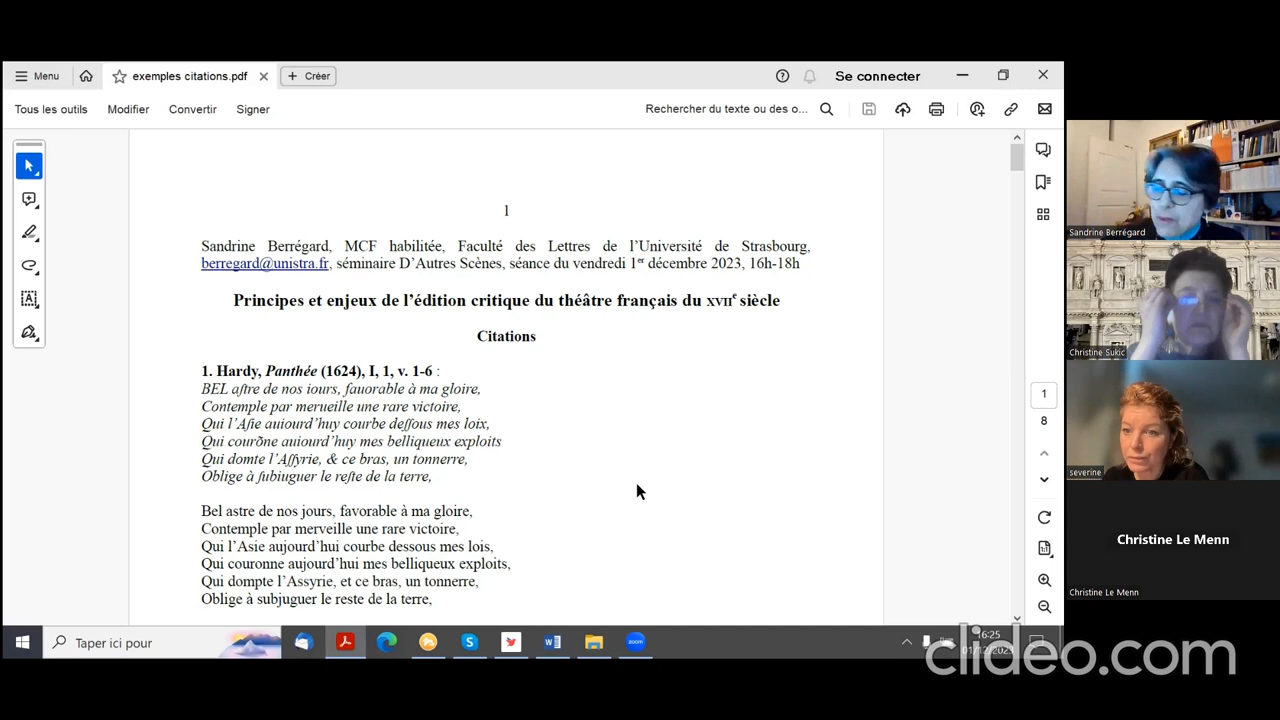 Menu
exemples citations.pdf
Créer
Se connecter
Tous les outils
Modifier
Convertir
Signer
Rechercher du texte ou des o...
1
Sandrine Berrégard, MCF habilitée, Faculté des Lettres de l'Université de Strasbourg,
berregard@unistra.fr, séminaire D'Autres Scènes, séance du vendredi 1er décembre 2023, 16h-18h
Principes et enjeux de l'édition critique du théâtre français du XVIIe siècle
Citations
1. Hardy, Panthée (1624), I, 1, v. 1-6 :
BEL aſtre de nos iours, fauorable à ma gloire,
Contemple par merueille une rare victoire,
Qui l'Aſie auiourd'huy courbe deſſous mes loix,
Qui courõne auiourd'huy mes belliqueux exploits
Qui domte l'Aſſyrie, & ce bras, un tonnerre,
Oblige à ſubiuguer le reſte de la terre,
Bel astre de nos jours, favorable à ma gloire,
Contemple par merveille une rare victoire,
Qui l'Asie aujourd'hui courbe dessous mes lois,
Qui couronne aujourd'hui mes belliqueux exploits,
Qui dompte l'Assyrie, et ce bras, un tonnerre,
Oblige à subjuguer le reste de la terre,
1
8
Taper ici pour
zoom
16:25
01/12/2023
Sandrine Berrégard
Christine Sukic
severine
Christine Le Menn
Christine Le Menn
clideo.com